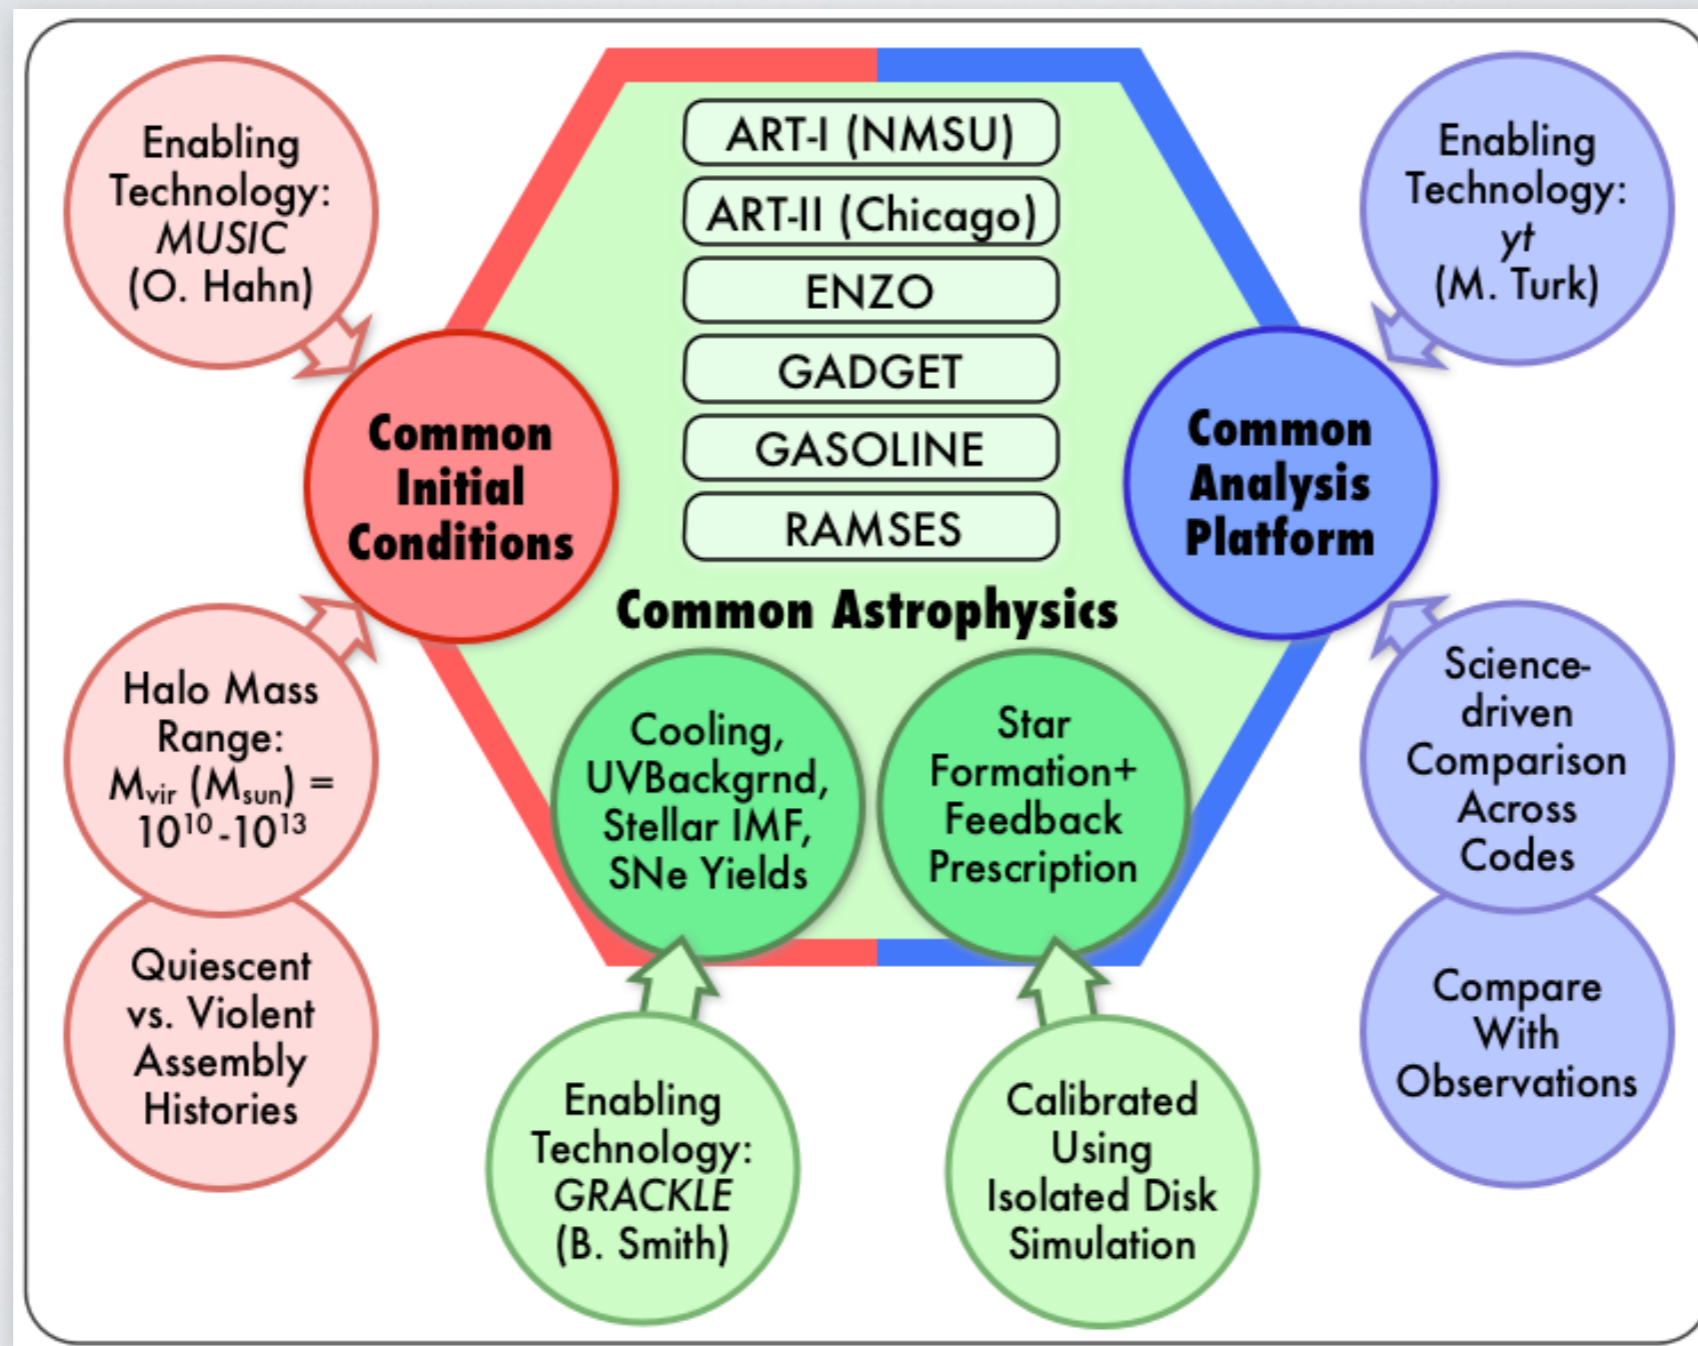 Enabling
Technology:
MUSIC
(O. Hahn)
Common
Initial
Conditions
Halo Mass
Range:
Mvir (Msun) =
10¹⁰-10¹³
Quiescent
vs. Violent
Assembly
Histories
ART-I (NMSU)
ART-II (Chicago)
ENZO
GADGET
GASOLINE
RAMSES
Common Astrophysics
Cooling,
UVBackgrnd,
Stellar IMF,
SNe Yields
Star
Formation+
Feedback
Prescription
Enabling
Technology:
GRACKLE
(B. Smith)
Calibrated
Using
Isolated Disk
Simulation
Enabling
Technology:
yt
(M. Turk)
Common
Analysis
Platform
Science-
driven
Comparison
Across
Codes
Compare
With
Observations